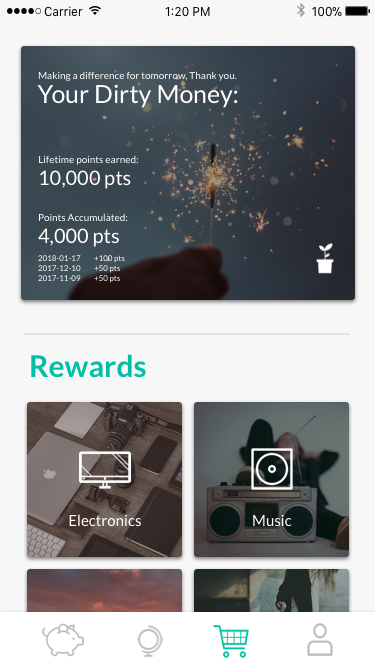 Carrier
1:20 PM
100%
Making a difference for tomorrow, Thank you.
Your Dirty Money:
Lifetime points earned:
10,000 pts
Points Accumulated:
4,000 pts
2018-01-17 +100 pts
2017-12-10 +50 pts
2017-11-09 +50 pts
Rewards
Electronics
Music